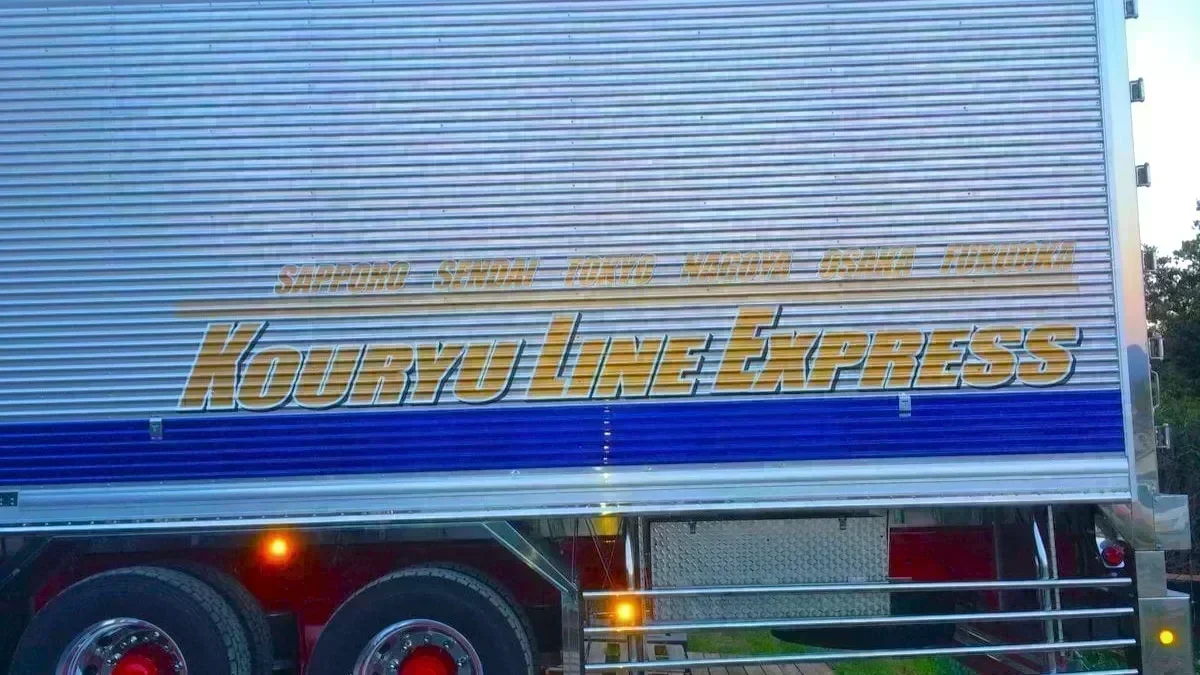 SAPPORO SENDAI TOKYO NAGOYA OSAKA FUKUOKA
KOURYU LINE EXPRESS